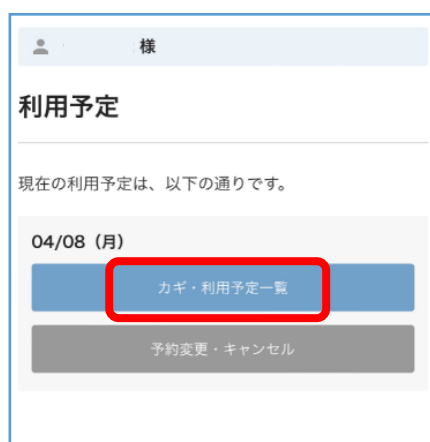 様
利用予定
現在の利用予定は、以下の通りです。
04/08（月）
カギ・利用予定一覧
予約変更・キャンセル